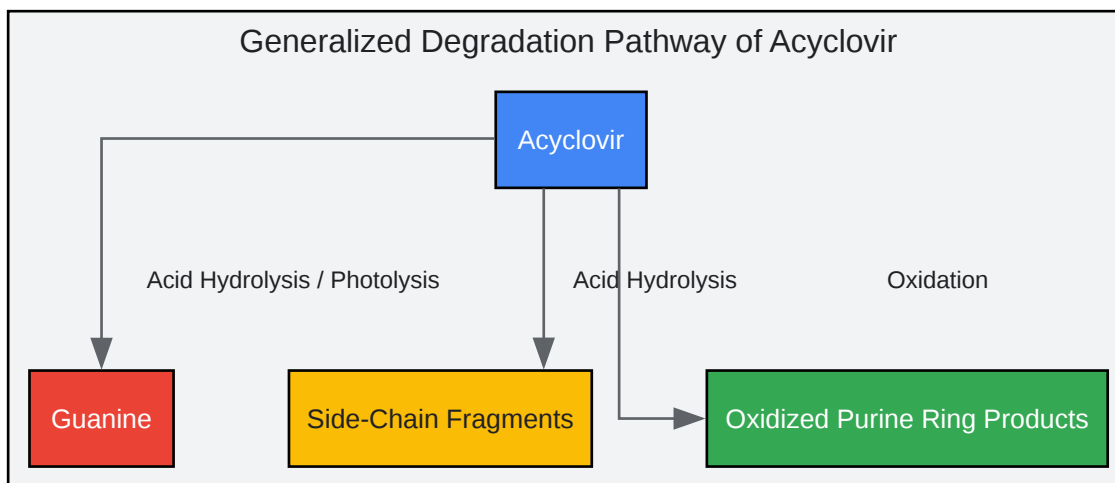 Generalized Degradation Pathway of Acyclovir
Acyclovir
Acid Hydrolysis / Photolysis
Acid Hydrolysis
Oxidation
Guanine
Side-Chain Fragments
Oxidized Purine Ring Products